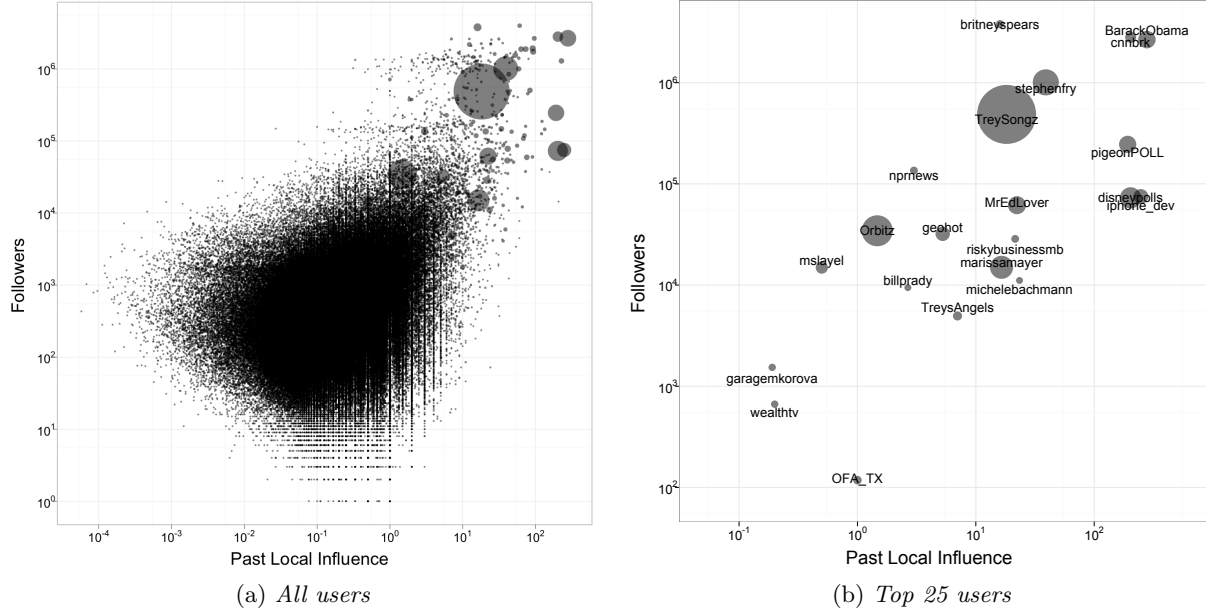 10^6
10^5
10^4
10^3
10^2
10^1
10^0
Followers
10^-4
10^-3
10^-2
10^-1
10^0
10^1
10^2
Past Local Influence
(a) All users
britneyspears
BarackObama
cnnbrk
stephenfry
TreySongz
pigeonPOLL
nprnews
disneypolls
iphone_dev
MrEdLover
geohot
Orbitz
riskybusinessmb
marissamayer
mslayel
billprady
michelebachmann
TreysAngels
garagemkorova
wealthtv
OFA_TX
10^6
10^5
10^4
10^3
10^2
Followers
10^-1
10^0
10^1
10^2
Past Local Influence
(b) Top 25 users